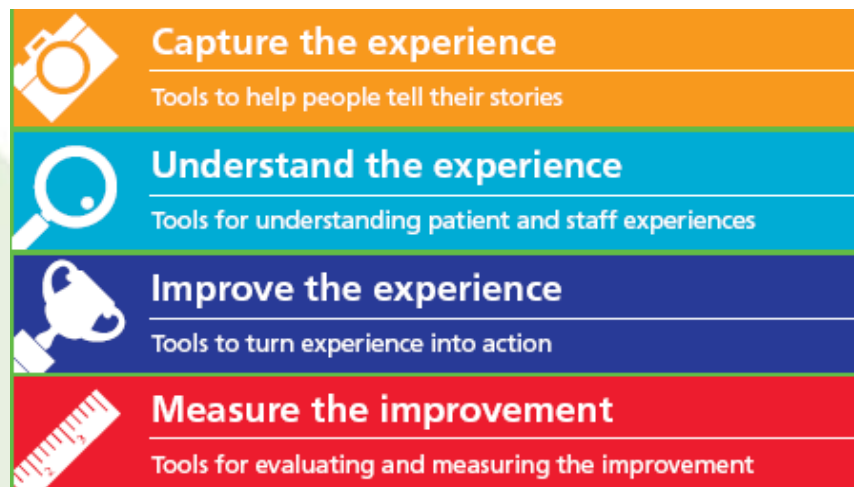 Capture the experience
Tools to help people tell their stories
Understand the experience
Tools for understanding patient and staff experiences
Improve the experience
Tools to turn experience into action
Measure the improvement
Tools for evaluating and measuring the improvement
2
3